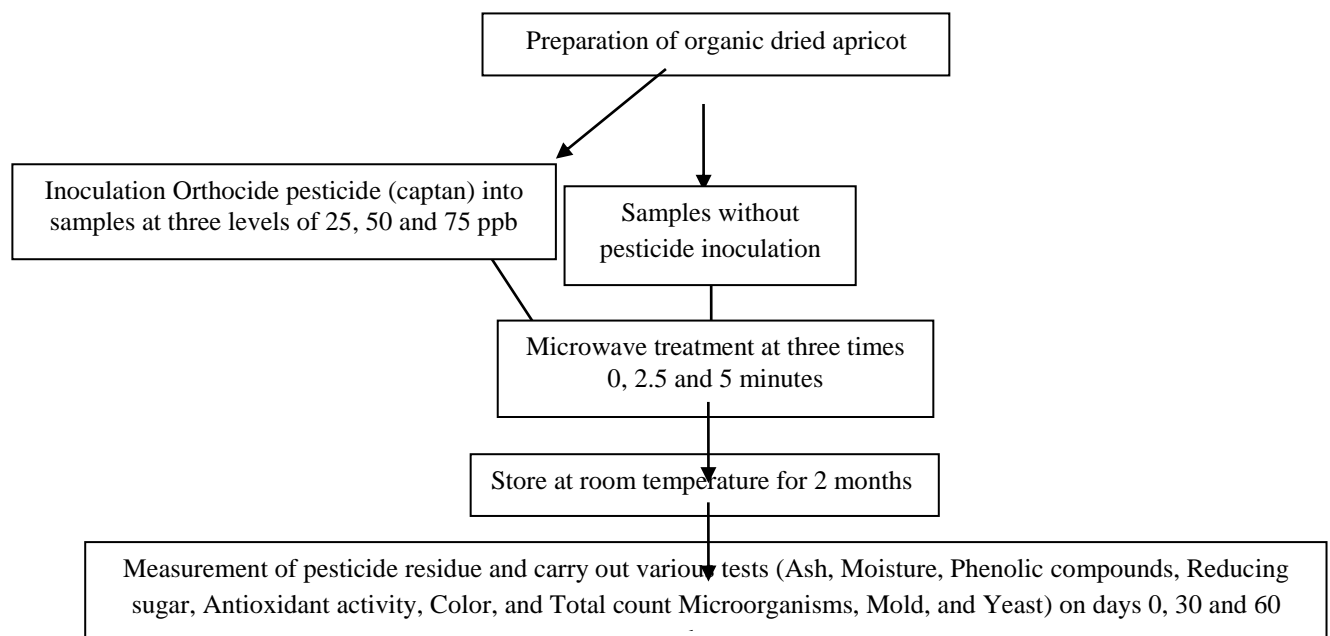 Preparation of organic dried apricot
Inoculation Orthocide pesticide (captan) into
samples at three levels of 25, 50 and 75 ppb
Samples without
pesticide inoculation
Microwave treatment at three times
0, 2.5 and 5 minutes
Store at room temperature for 2 months
Measurement of pesticide residue and carry out various tests (Ash, Moisture, Phenolic compounds, Reducing
sugar, Antioxidant activity, Color, and Total count Microorganisms, Mold, and Yeast) on days 0, 30 and 60